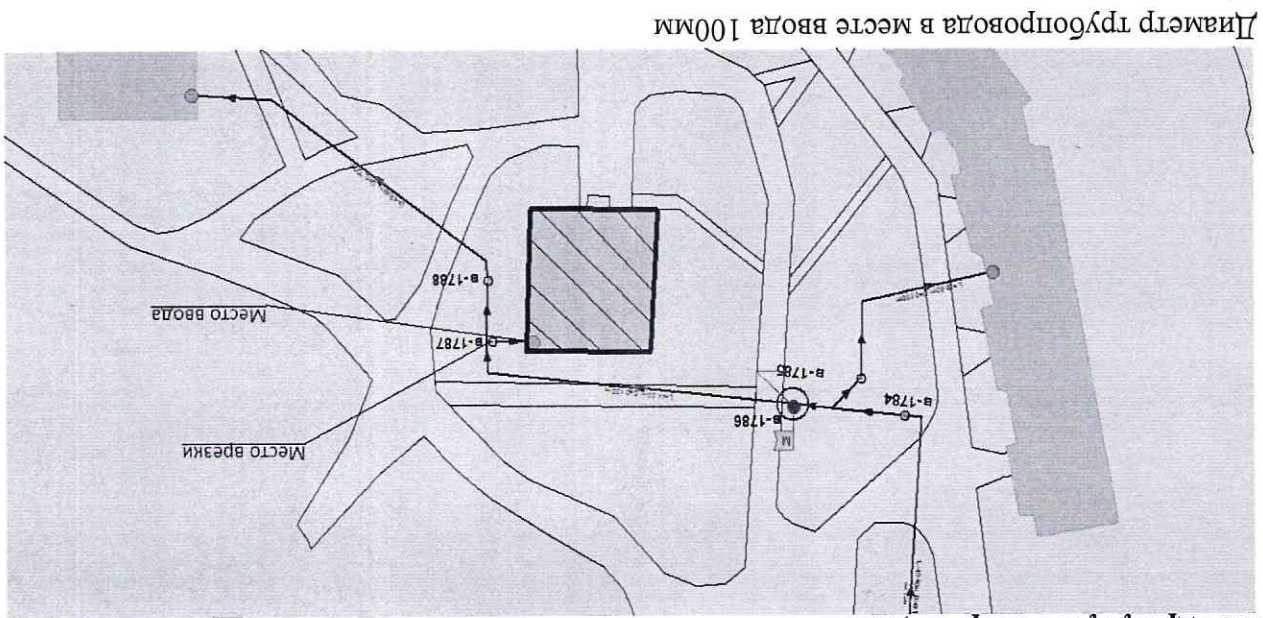 в-1784
М
в-1786
в-1785
Место врезки
в-1787
Место ввода
в-1788
Диаметр трубопровода в месте ввода 100мм